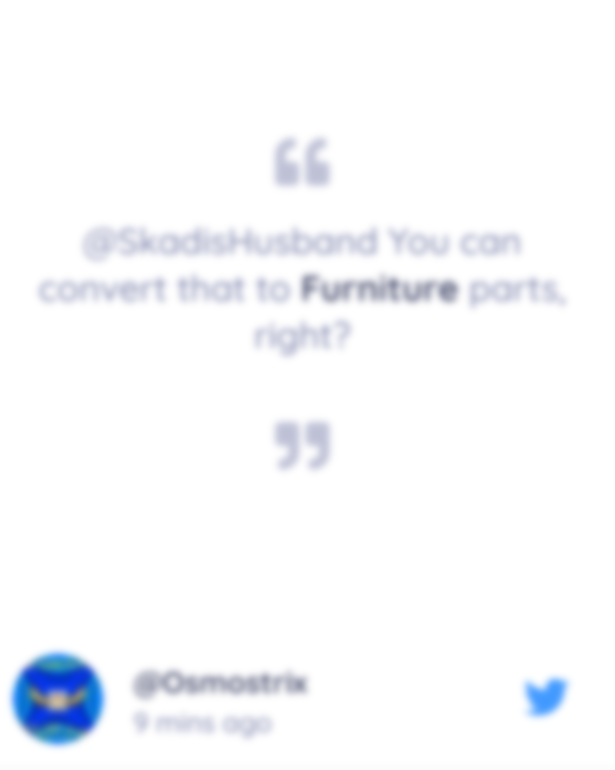 “
@SkadisHusband You can
convert that to Furniture parts,
right?
”
@Osmostrix
9 mins ago